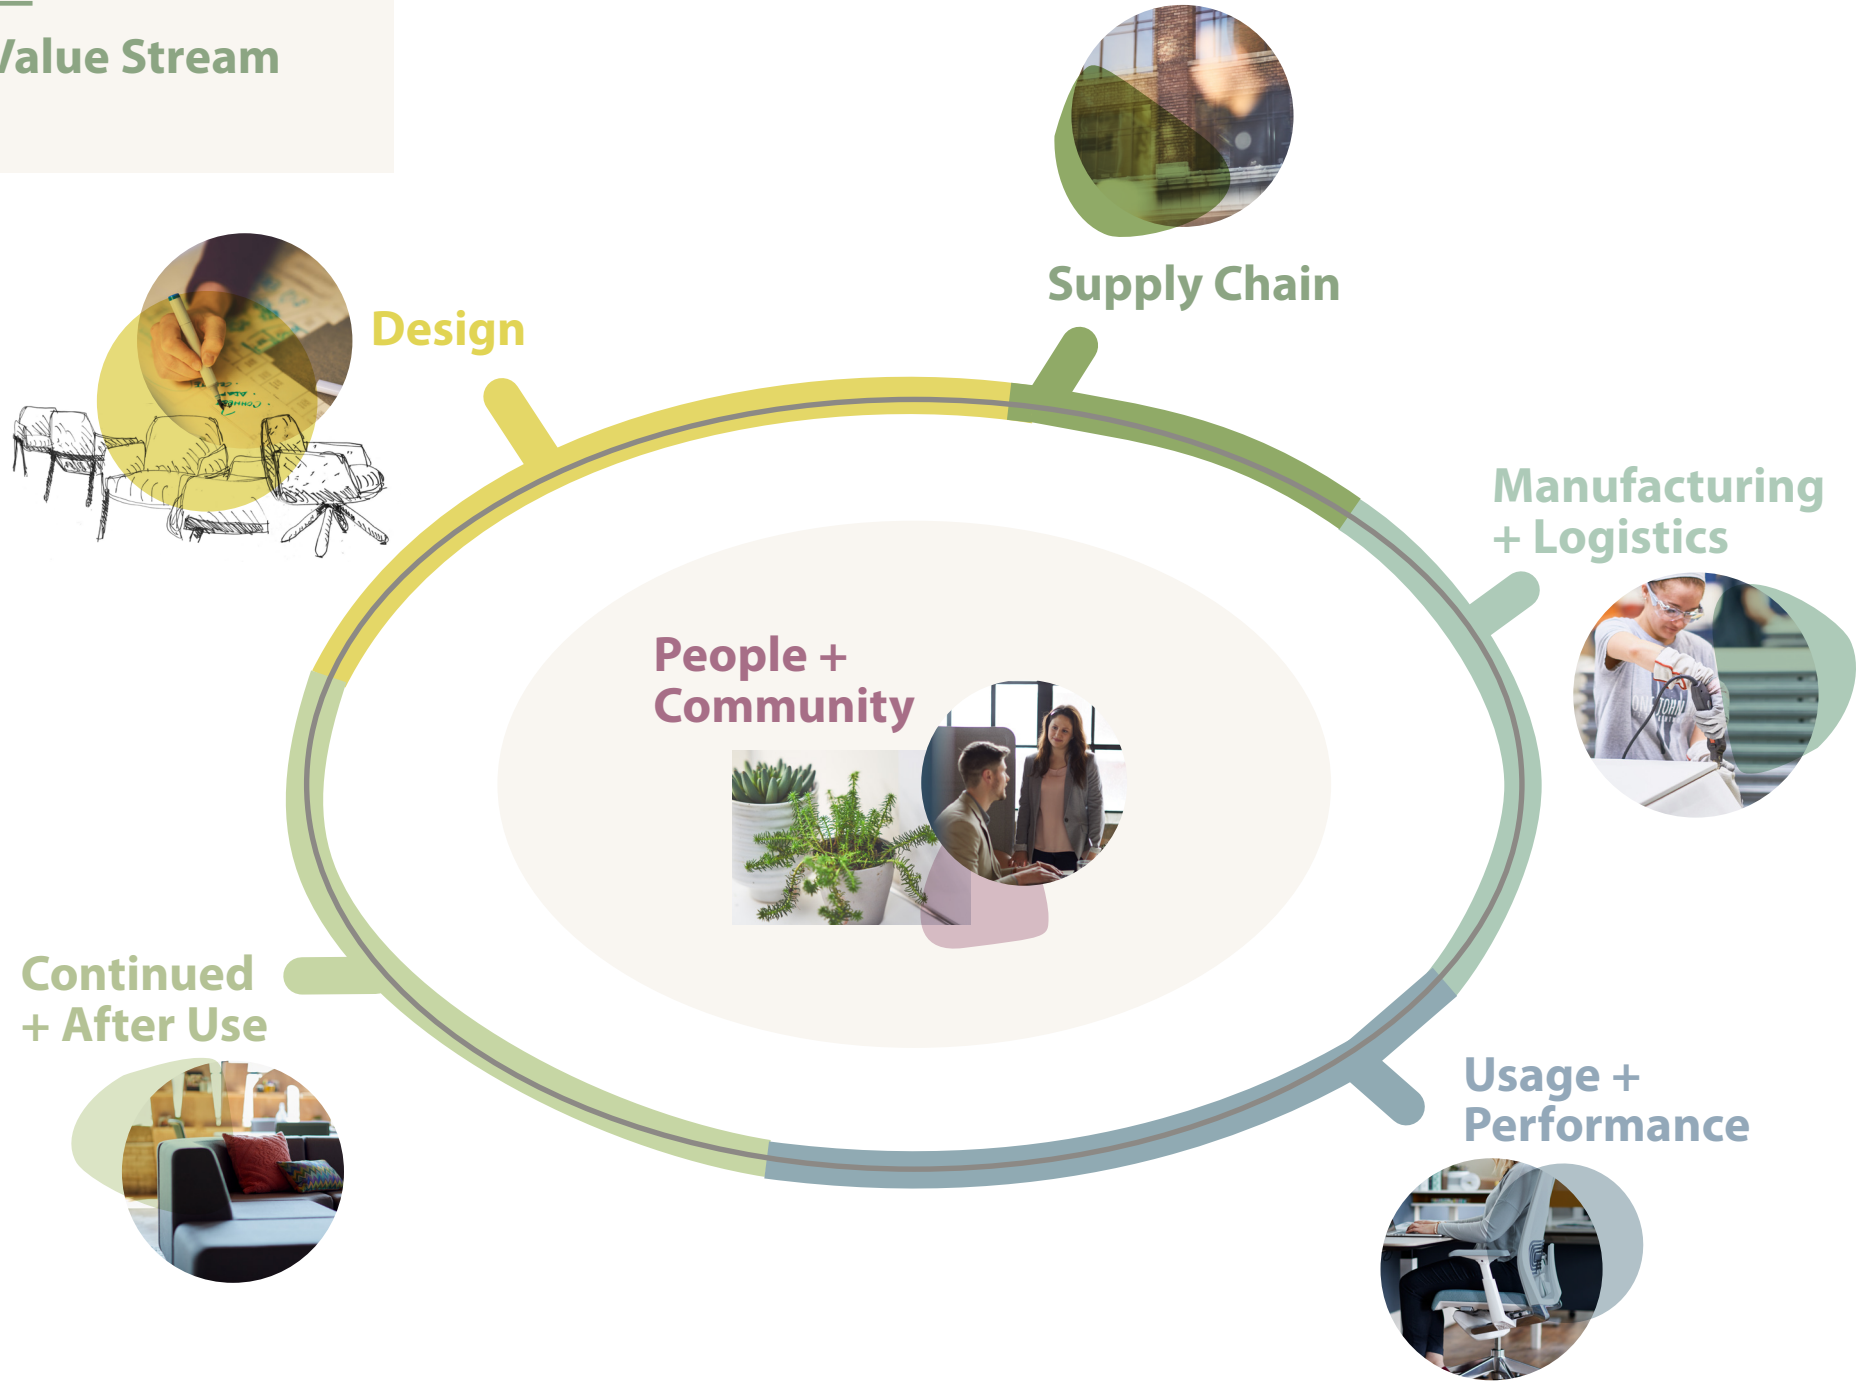 Value Stream
Supply Chain
Design
Manufacturing
+ Logistics
People +
Community
Continued
+ After Use
Usage +
Performance